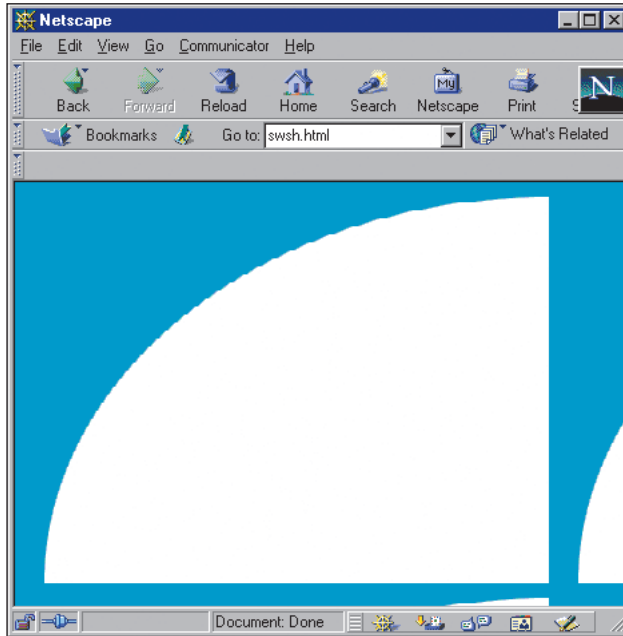 Netscape
File Edit View Go Communicator Help
My
N
Back Forward Reload Home Search Netscape Print S
Bookmarks Go to: swsh.html What's Related
Document: Done